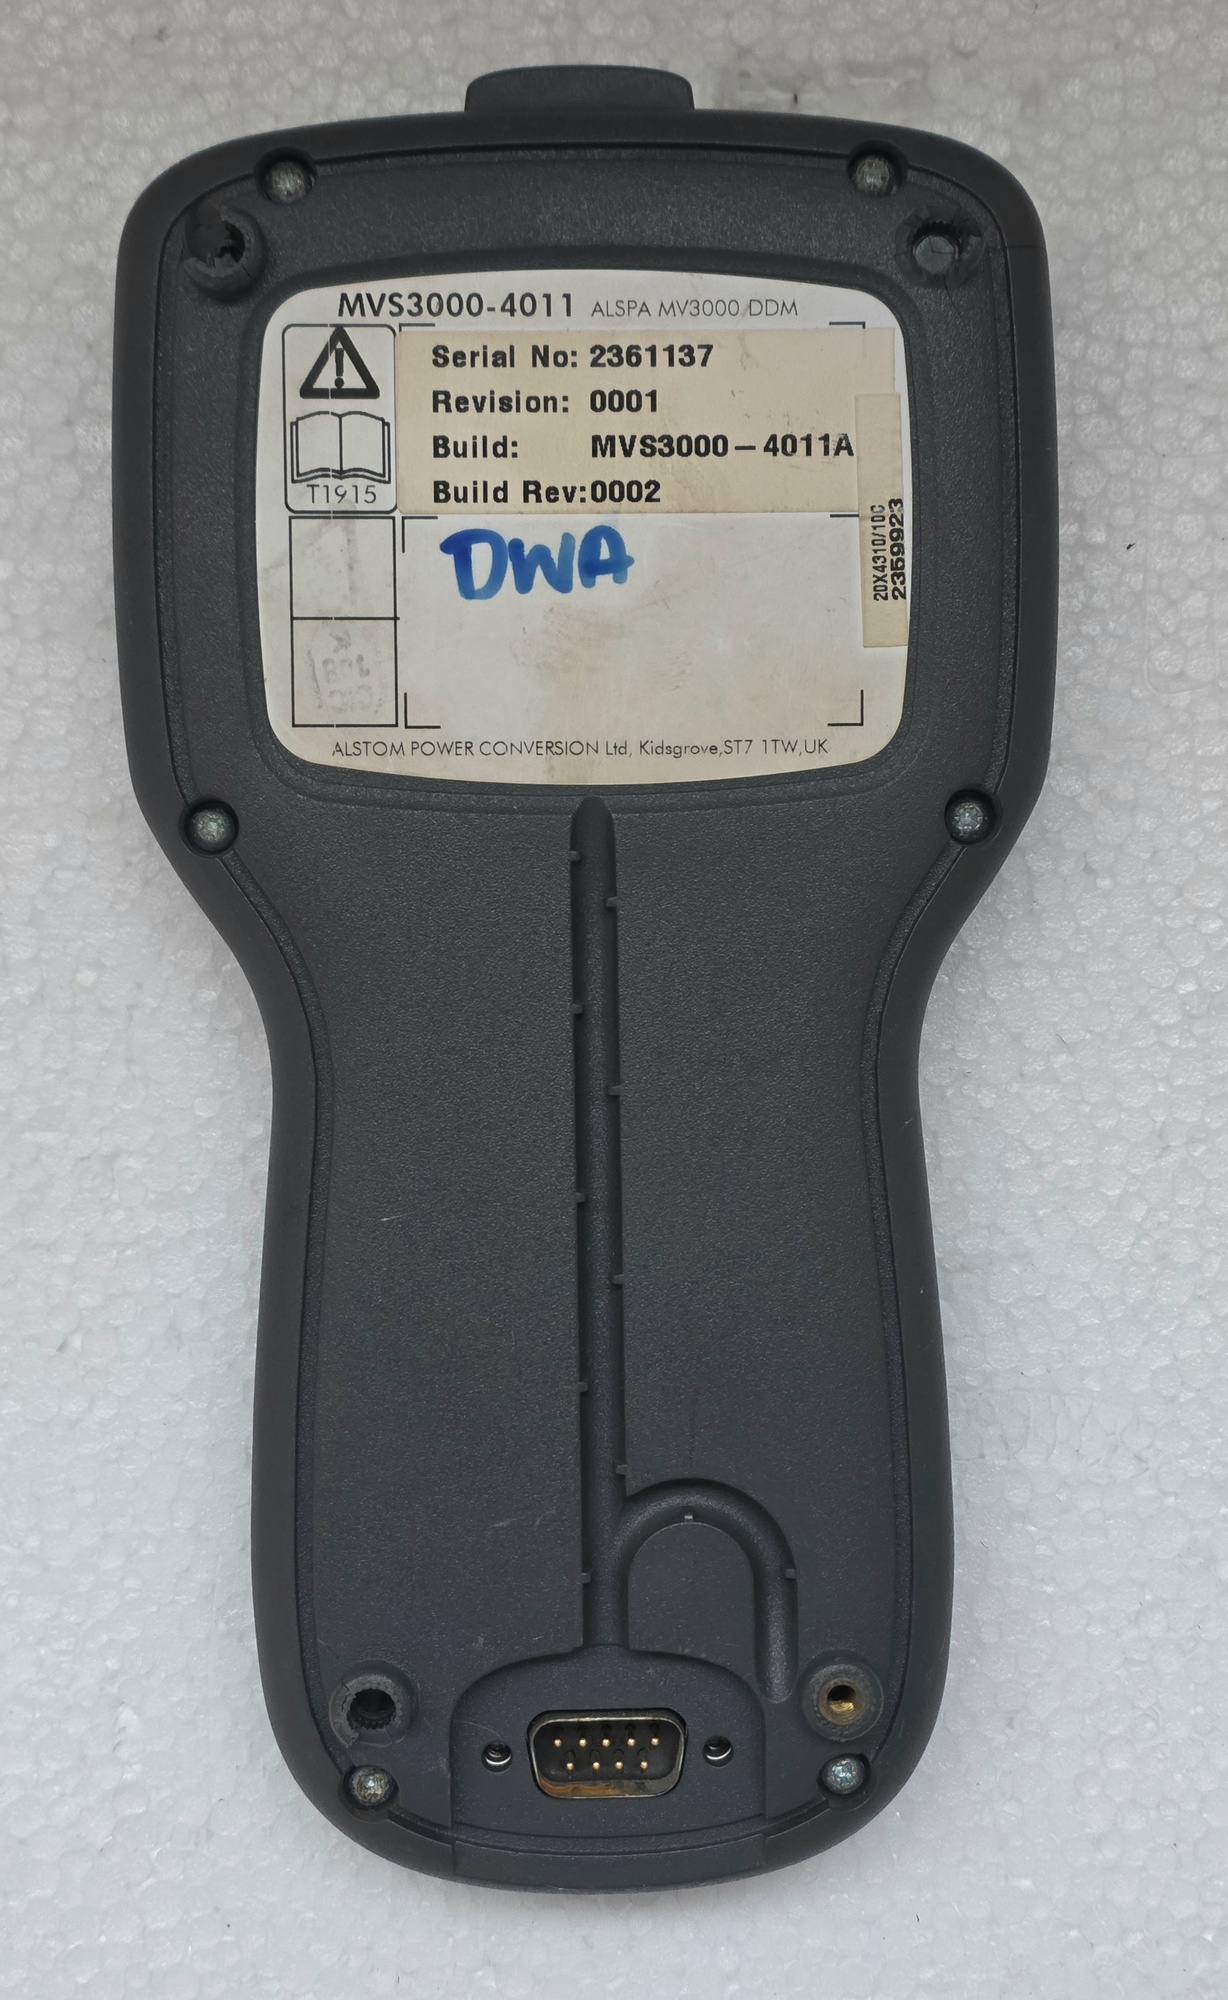 MVS3000-4011 ALSPA MV3000 DDM
Serial No: 2361137
Revision: 0001
Build: MVS3000-4011A
Build Rev:0002
T1915
20X4310/10C
2359923
DWA
ALSTOM POWER CONVERSION Ltd, Kidsgrove,ST7 1TW,UK